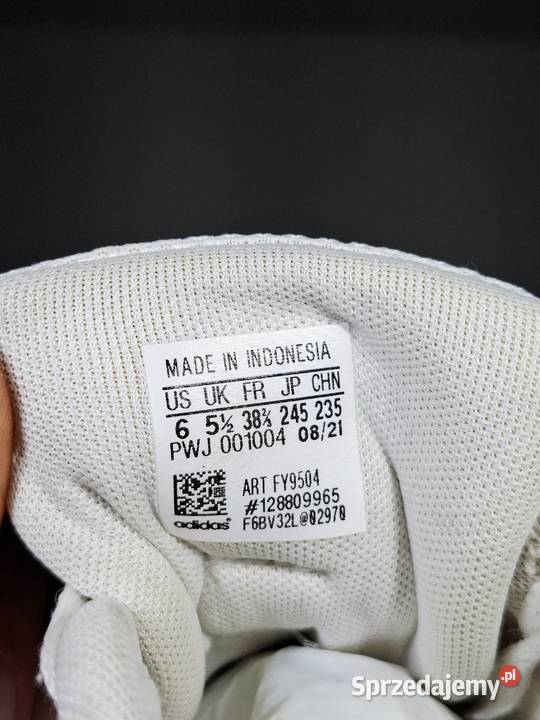 MADE IN INDONESIA
US UK FR JP CHN
6 5½ 38⅔ 245 235
PWJ 001004 08/21
ART FY9504
#128809965
adidas F6BV32L@02970
Sprzedajemy.pl